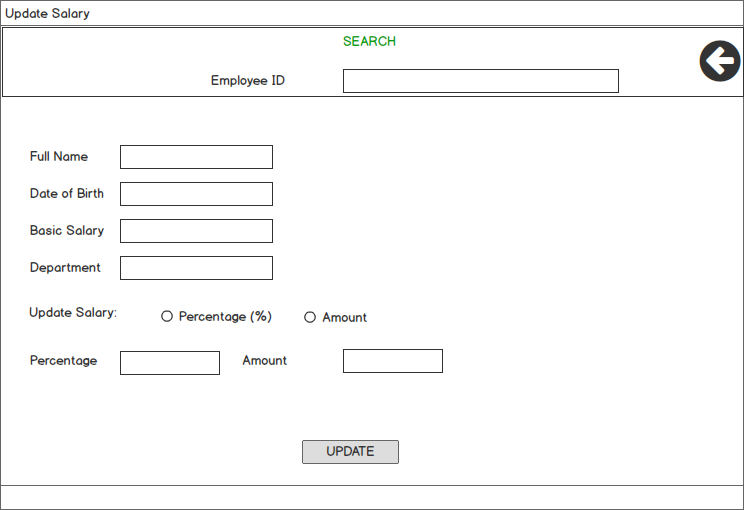 Update Salary
SEARCH
Employee ID
Full Name
Date of Birth
Basic Salary
Department
Update Salary: Percentage (%) Amount
Percentage Amount
UPDATE